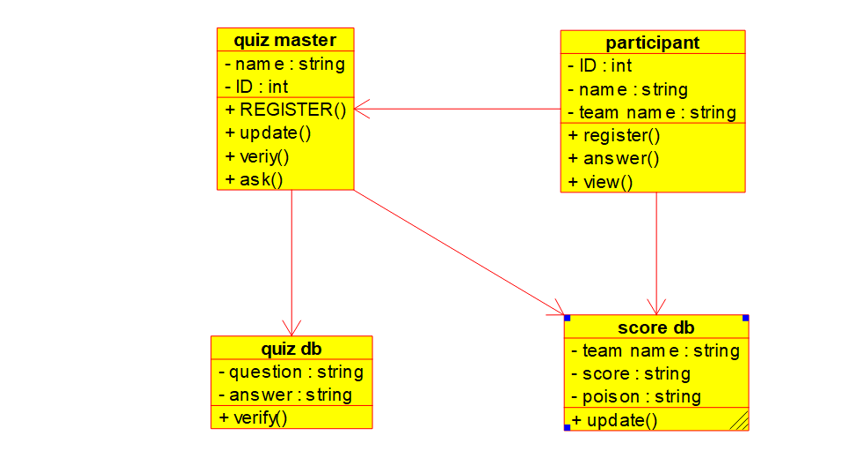 quiz master
- name : string
- ID : int
+ REGISTER()
+ update()
+ veriy()
+ ask()
participant
- ID : int
- name : string
- team name : string
+ register()
+ answer()
+ view()
quiz db
- question : string
- answer : string
+ verify()
score db
- team name : string
- score : string
- poison : string
+ update()